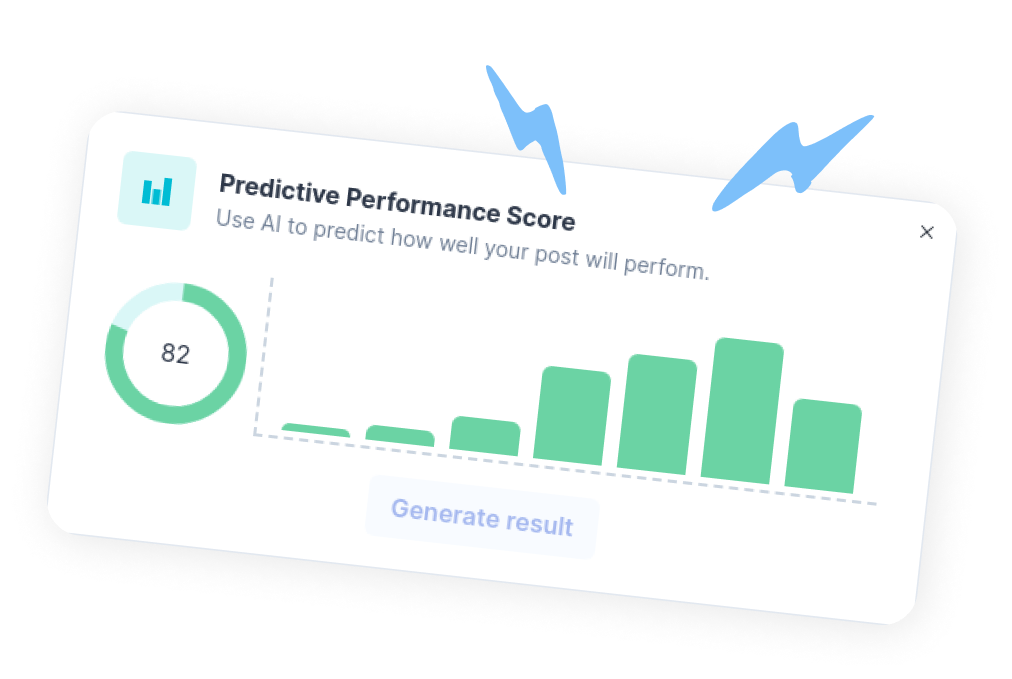 Predictive Performance Score
Use AI to predict how well your post will perform.
82
Generate result